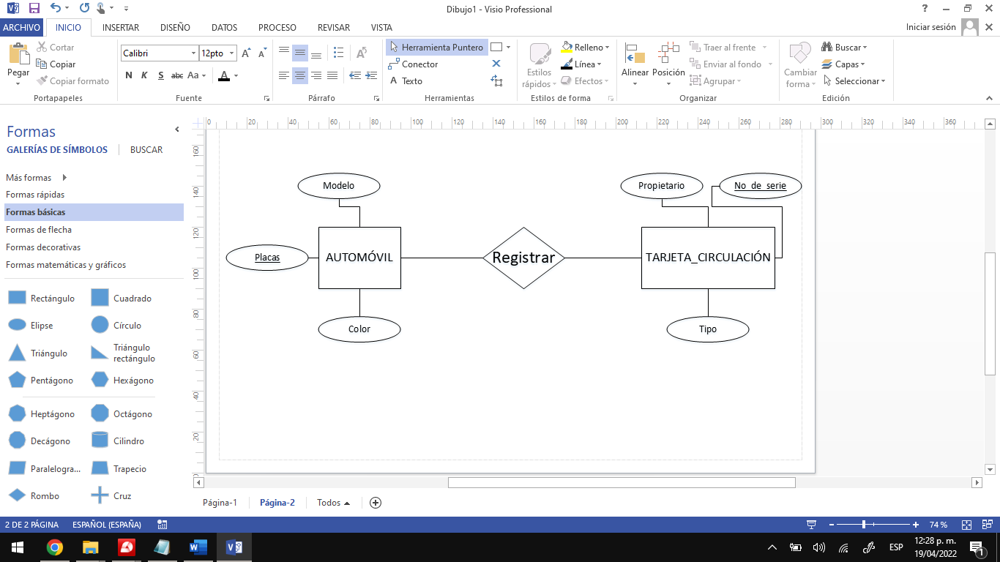 Dibujo1 - Visio Professional
ARCHIVO INICIO INSERTAR DISEÑO DATOS PROCESO REVISAR VISTA Iniciar sesión
Pegar
Cortar
Copiar
Copiar formato
Portapapeles
Calibri 12pto
N K S abc Aa A
Fuente
Párrafo
Herramienta Puntero
Conector
A Texto
Herramientas
Estilos rápidos
Relleno
Línea
Efectos
Estilos de forma
Alinear Posición
Traer al frente
Enviar al fondo
Agrupar
Organizar
Cambiar forma
Buscar
Capas
Seleccionar
Edición
Formas
GALERÍAS DE SÍMBOLOS BUSCAR
Más formas
Formas rápidas
Formas básicas
Formas de flecha
Formas decorativas
Formas matemáticas y gráficos
Rectángulo Cuadrado
Elipse Círculo
Triángulo Triángulo rectángulo
Pentágono Hexágono
Heptágono Octágono
Decágono Cilindro
Paralelogra... Trapecio
Rombo Cruz
0 20 40 60 80 100 120 140 160 180 200 220 240 260 280 300 320 340 360
160
140
120
100
80
60
40
20
0
Modelo Propietario No_de_serie
Placas AUTOMÓVIL Registrar TARJETA_CIRCULACIÓN
Color Tipo
Página-1 Página-2 Todos
2 DE 2 PÁGINA ESPAÑOL (ESPAÑA) 74 %
ESP
12:28 p. m.
19/04/2022
1